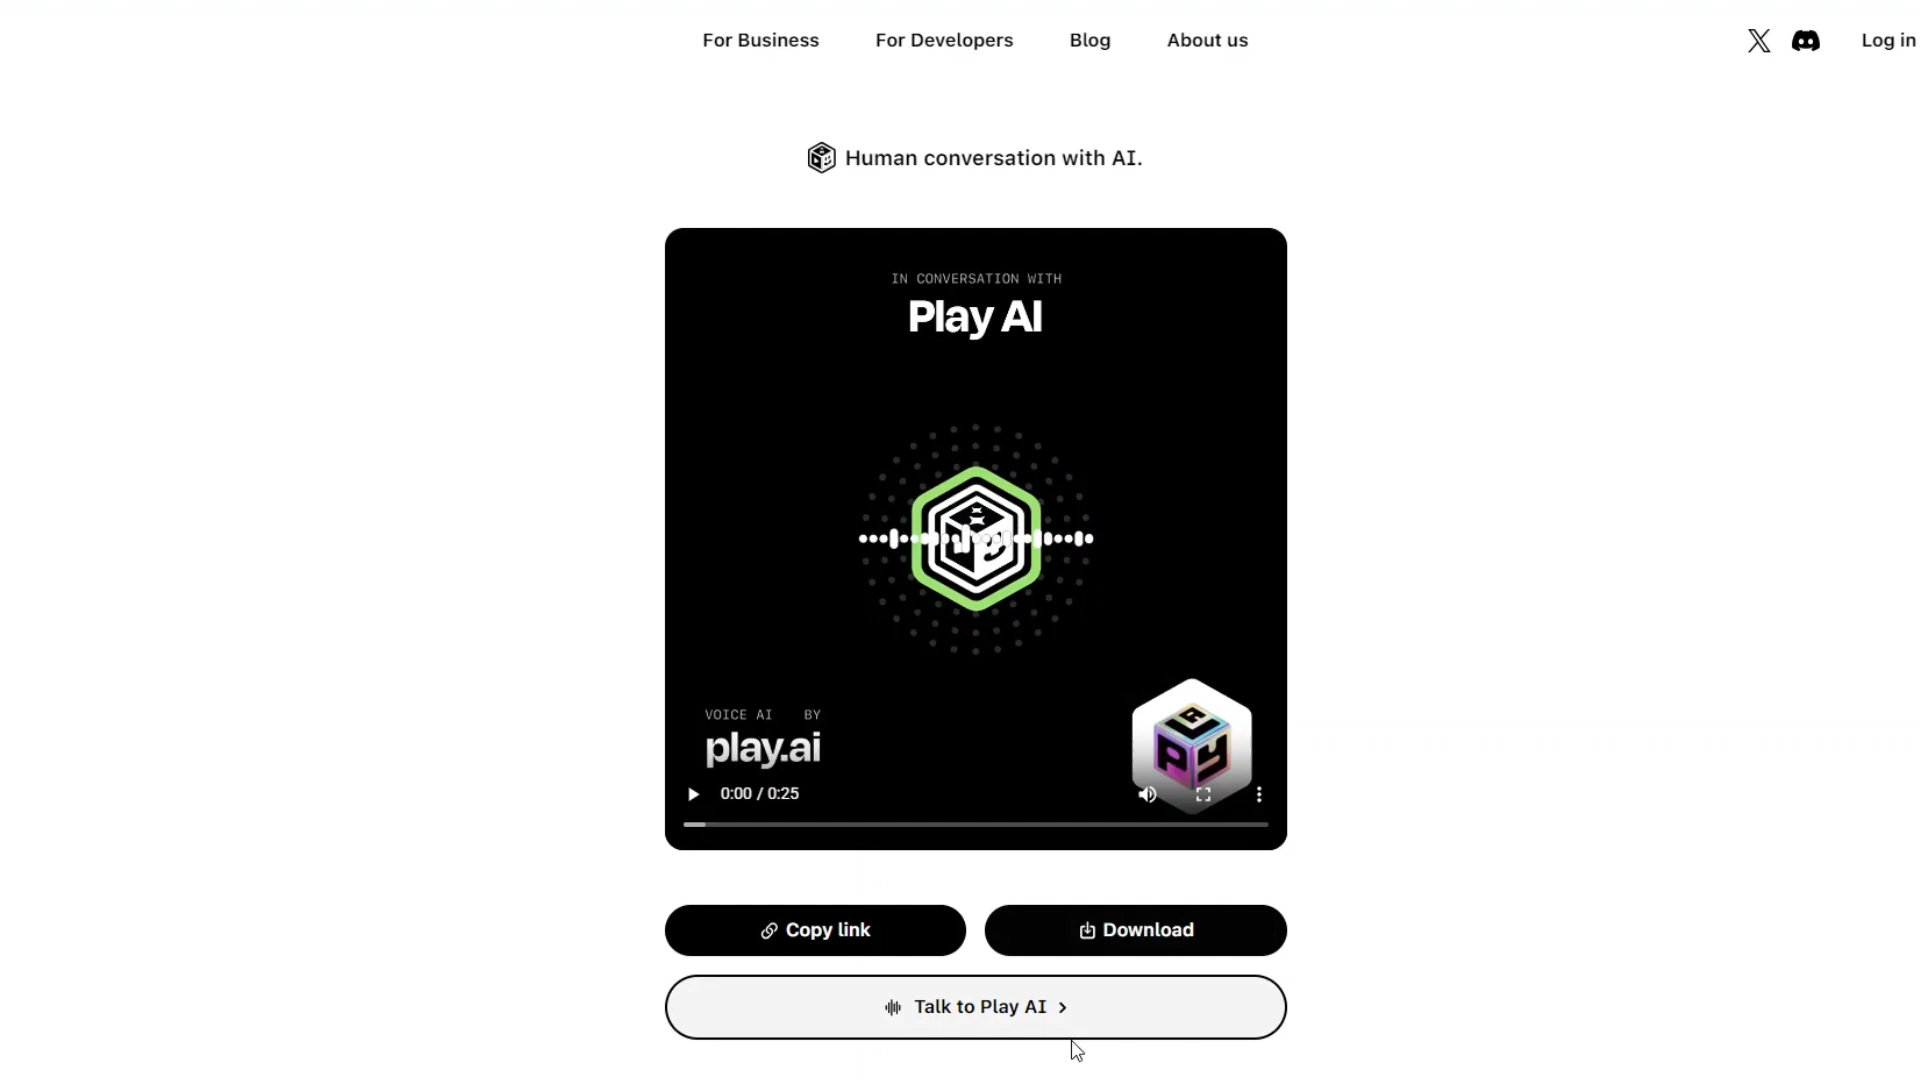 For Business For Developers Blog About us Log in
Human conversation with AI.
IN CONVERSATION WITH
Play AI
VOICE AI BY
play.ai
PLAY
0:00 / 0:25
Copy link Download
Talk to Play AI